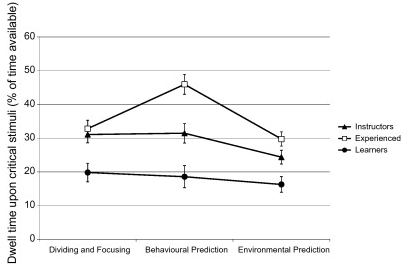 Dwell time upon critical stimuli (% of time available)
60
50
40
30
20
10
0
Dividing and Focusing
Behavioural Prediction
Environmental Prediction
Instructors
Experienced
Learners